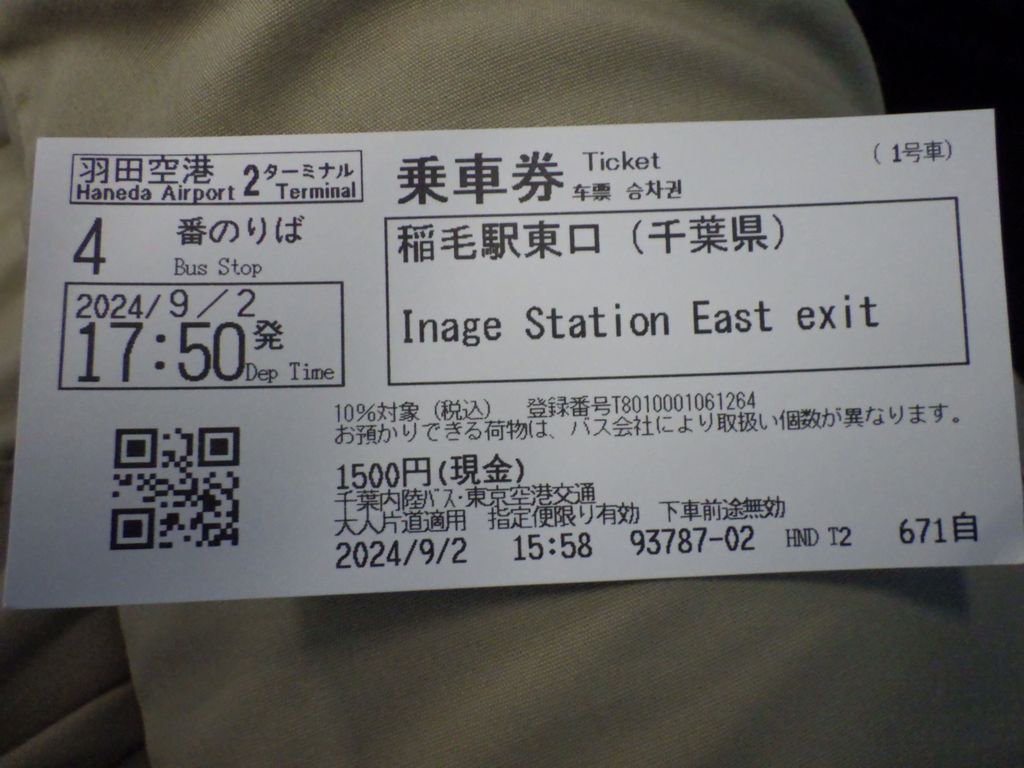 羽田空港 2ターミナル
Haneda Airport Terminal
乗車券 Ticket
车票 승차권
(1号車)
4 番のりば
Bus Stop
稲毛駅東口(千葉県)
Inage Station East exit
2024/ 9/ 2
17:50発
Dep Time
10%対象(税込) 登録番号T8010001061264
お預かりできる荷物は、バス会社により取扱い個数が異なります。
1500円(現金)
千葉内陸バス・東京空港交通
大人片道適用 指定便限り有効 下車前途無効
2024/9/2 15:58 93787-02 HND T2 671自